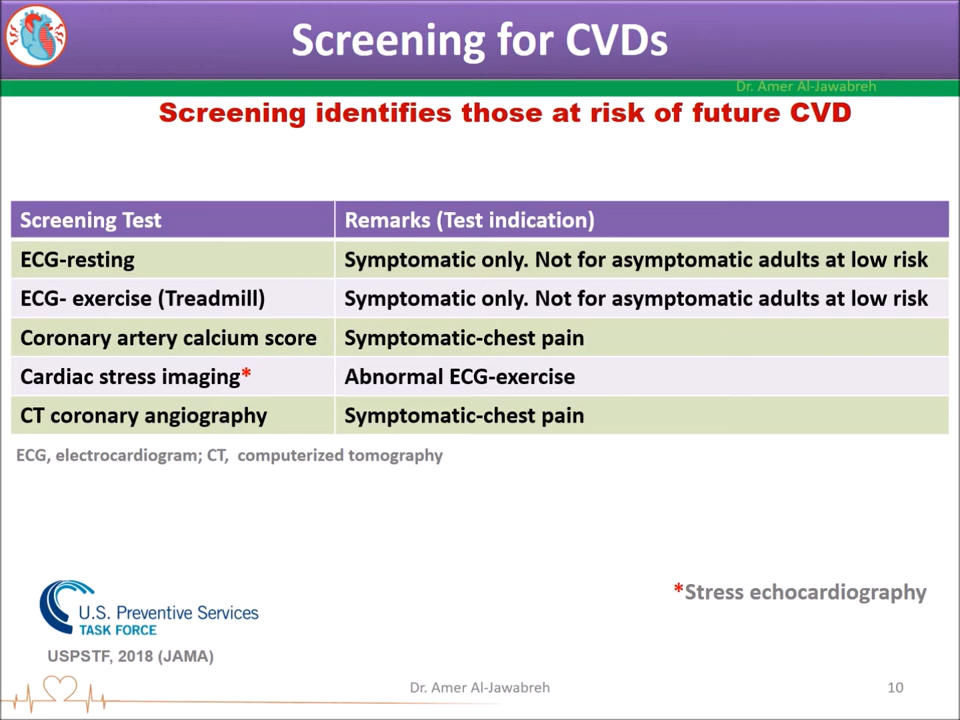 Screening for CVDs
Dr. Amer Al-Jawabreh
Screening identifies those at risk of future CVD
Screening Test Remarks (Test indication)
ECG-resting Symptomatic only. Not for asymptomatic adults at low risk
ECG- exercise (Treadmill) Symptomatic only. Not for asymptomatic adults at low risk
Coronary artery calcium score Symptomatic-chest pain
Cardiac stress imaging* Abnormal ECG-exercise
CT coronary angiography Symptomatic-chest pain
ECG, electrocardiogram; CT, computerized tomography
*Stress echocardiography
U.S. Preventive Services
TASK FORCE
USPSTF, 2018 (JAMA)
Dr. Amer Al-Jawabreh 10